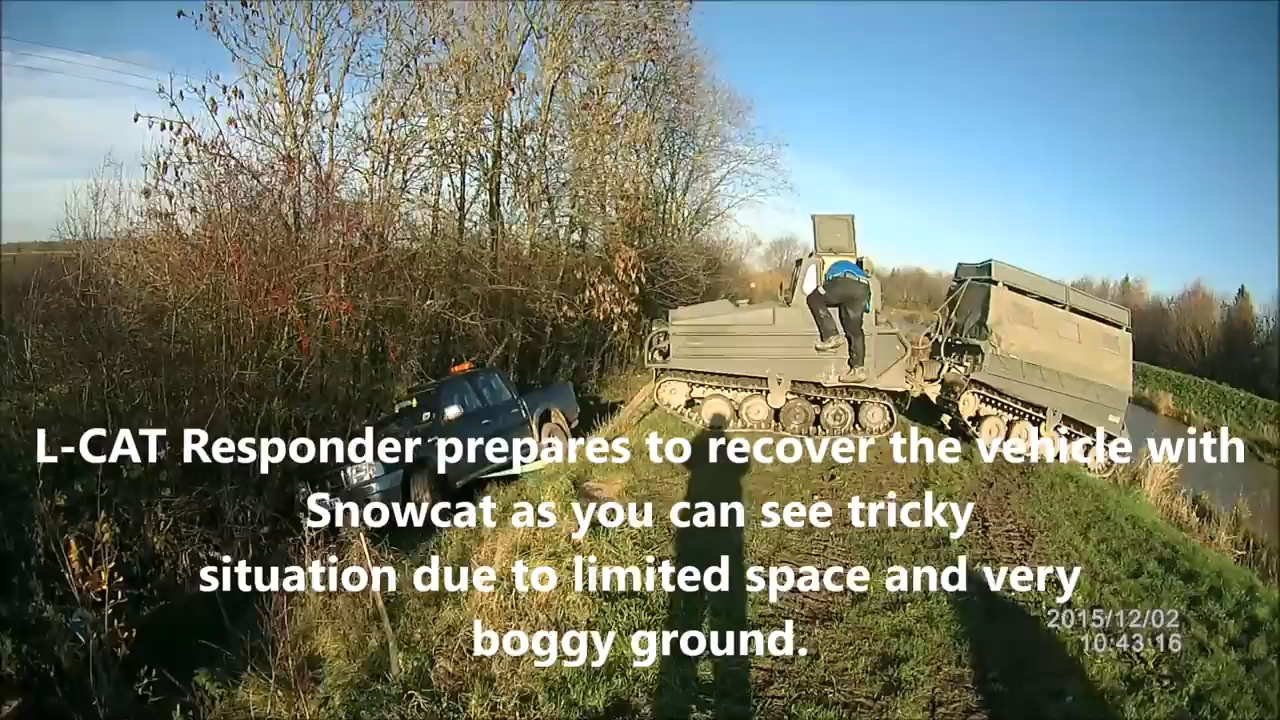 L-CAT Responder prepares to recover the vehicle with
Snowcat as you can see tricky
situation due to limited space and very
boggy ground.
2015/12/02
10:43:16